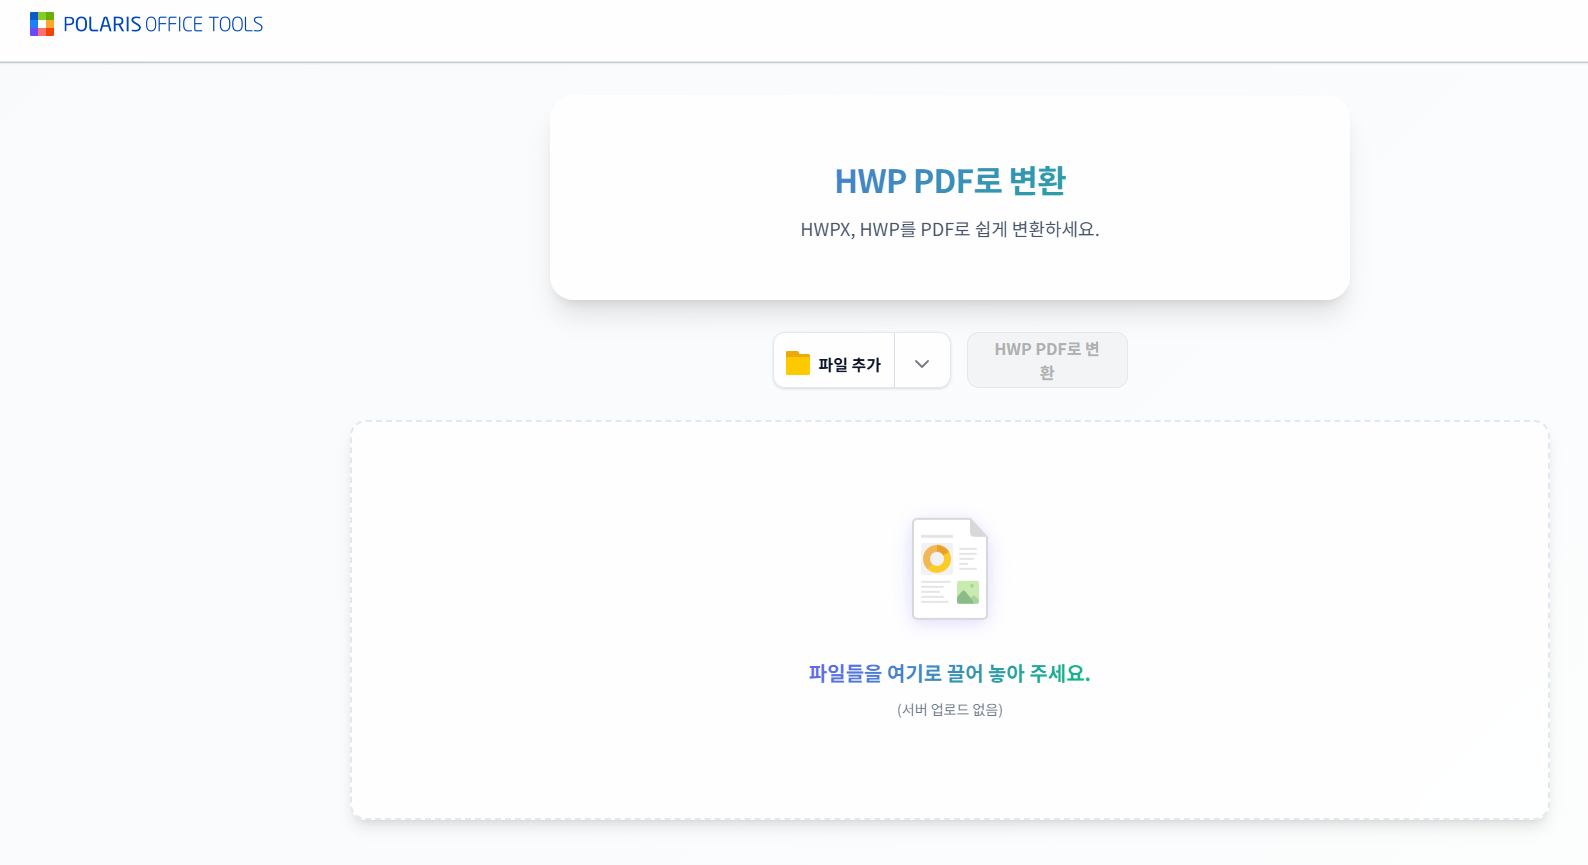 POLARIS OFFICE TOOLS
HWP PDF로 변환
HWPX, HWP를 PDF로 쉽게 변환하세요.
파일 추가
HWP PDF로 변
환
파일들을 여기로 끌어 놓아 주세요.
(서버 업로드 없음)